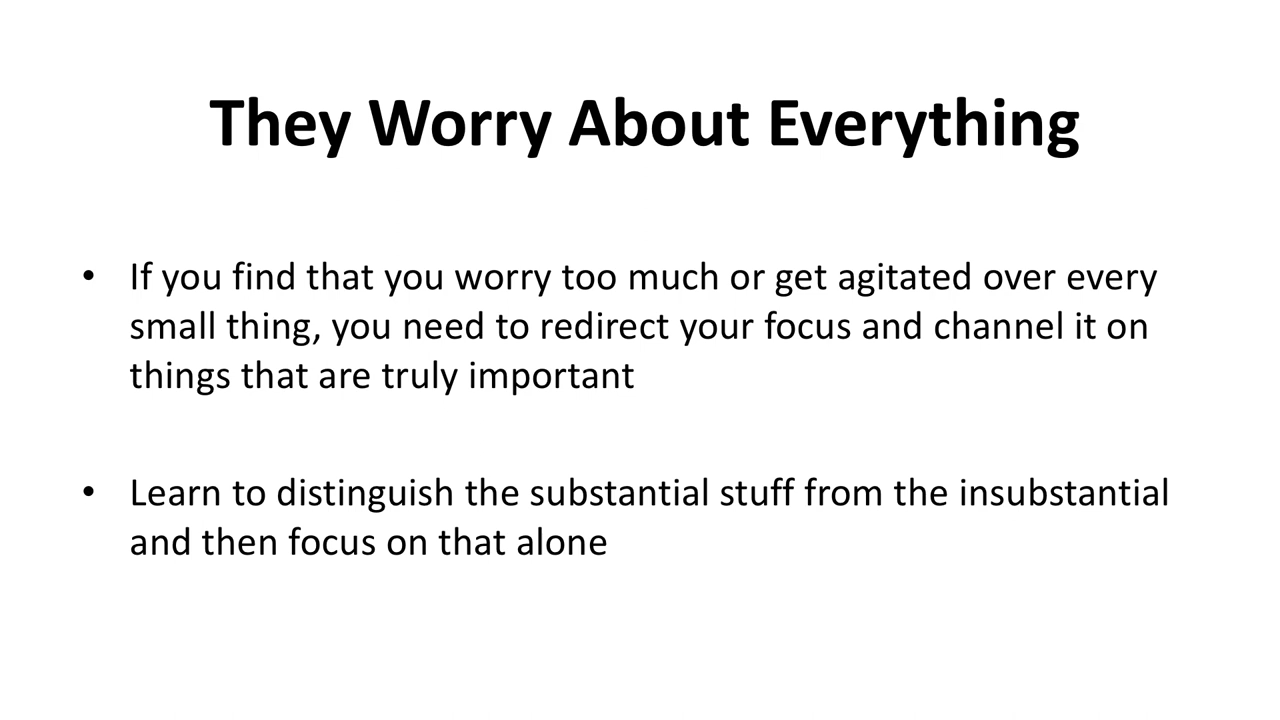 They Worry About Everything
• If you find that you worry too much or get agitated over every
small thing, you need to redirect your focus and channel it on
things that are truly important
• Learn to distinguish the substantial stuff from the insubstantial
and then focus on that alone